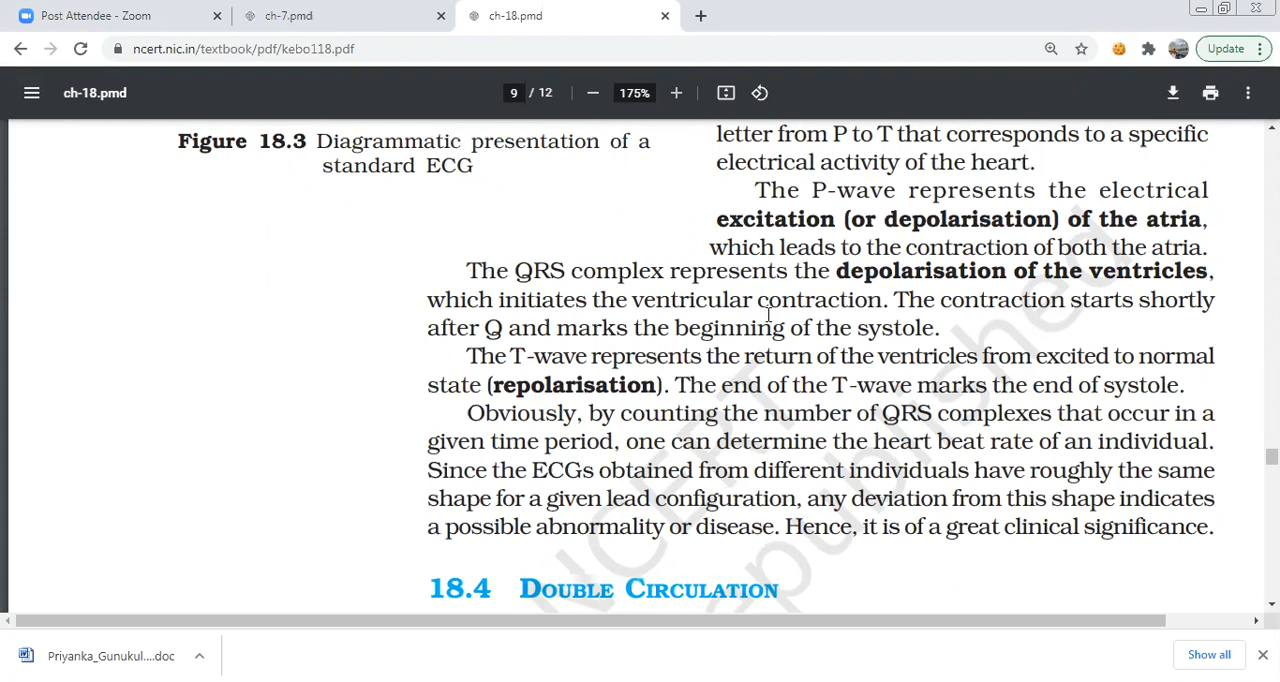 Post Attendee - Zoom
ch-7.pmd
ch-18.pmd
ncert.nic.in/textbook/pdf/kebo118.pdf
Update
ch-18.pmd
9 / 12
175%
Figure 18.3 Diagrammatic presentation of a
standard ECG
letter from P to T that corresponds to a specific
electrical activity of the heart.
The P-wave represents the electrical
excitation (or depolarisation) of the atria,
which leads to the contraction of both the atria.
The QRS complex represents the depolarisation of the ventricles,
which initiates the ventricular contraction. The contraction starts shortly
after Q and marks the beginning of the systole.
The T-wave represents the return of the ventricles from excited to normal
state (repolarisation). The end of the T-wave marks the end of systole.
Obviously, by counting the number of QRS complexes that occur in a
given time period, one can determine the heart beat rate of an individual.
Since the ECGs obtained from different individuals have roughly the same
shape for a given lead configuration, any deviation from this shape indicates
a possible abnormality or disease. Hence, it is of a great clinical significance.
18.4 DOUBLE CIRCULATION
NCERT
republished
Priyanka_Gunukul....doc
Show all